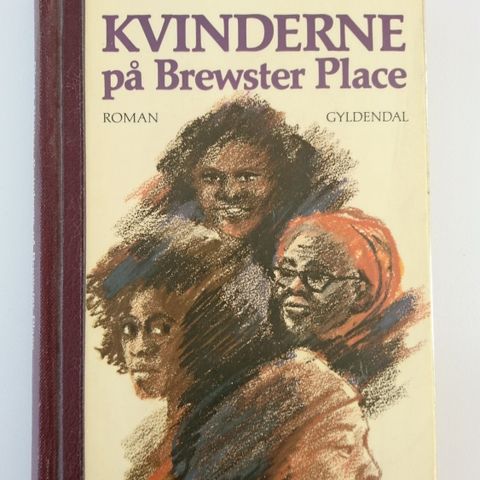 KVINDERNE
på Brewster Place
ROMAN GYLDENDAL